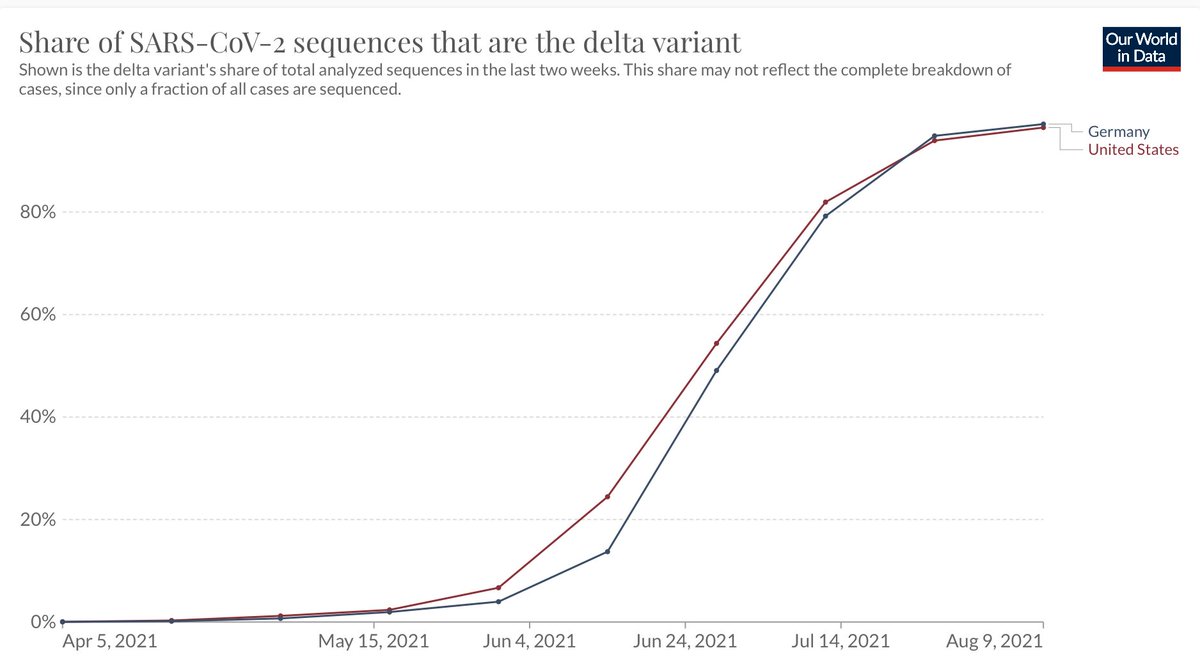 Share of SARS-CoV-2 sequences that are the delta variant
Shown is the delta variant's share of total analyzed sequences in the last two weeks. This share may not reflect the complete breakdown of
cases, since only a fraction of all cases are sequenced.
Our World
in Data
Germany
United States
80%
60%
40%
20%
0%
Apr 5, 2021
May 15, 2021
Jun 4, 2021
Jun 24, 2021
Jul 14, 2021
Aug 9, 2021